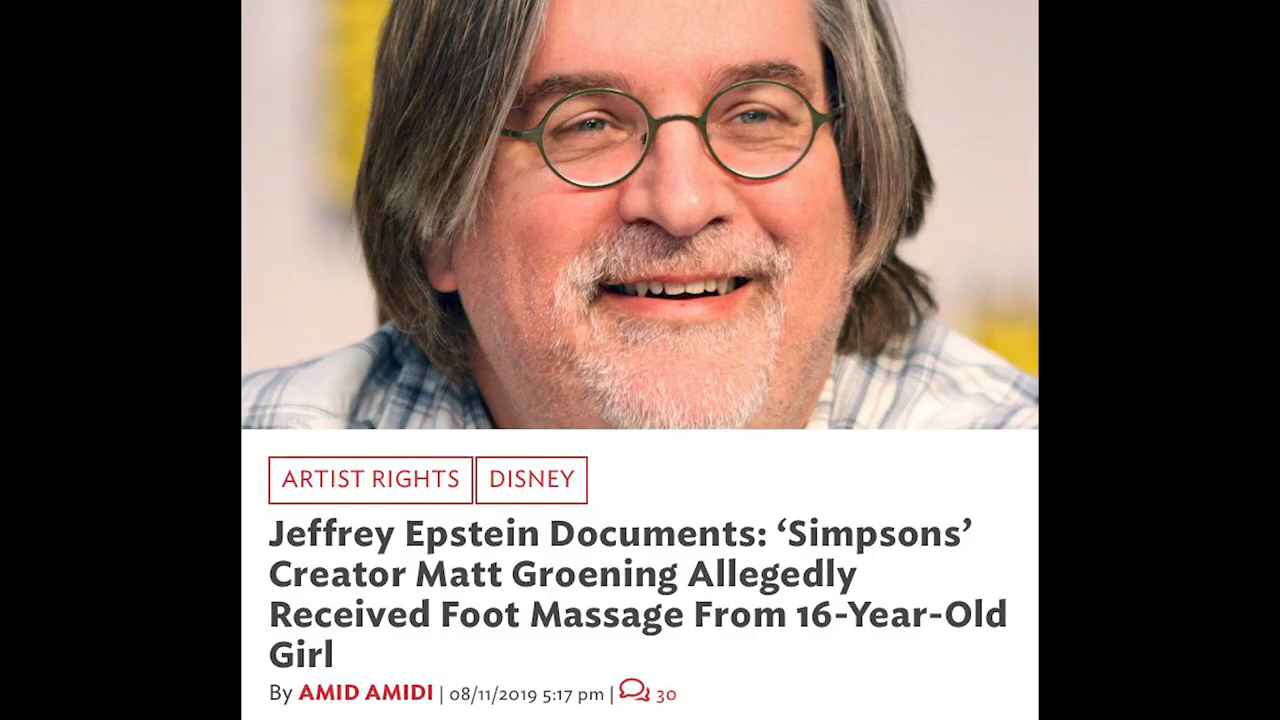 ARTIST RIGHTS DISNEY
Jeffrey Epstein Documents: ‘Simpsons’
Creator Matt Groening Allegedly
Received Foot Massage From 16-Year-Old
Girl
By AMID AMIDI | 08/11/2019 5:17 pm | 30